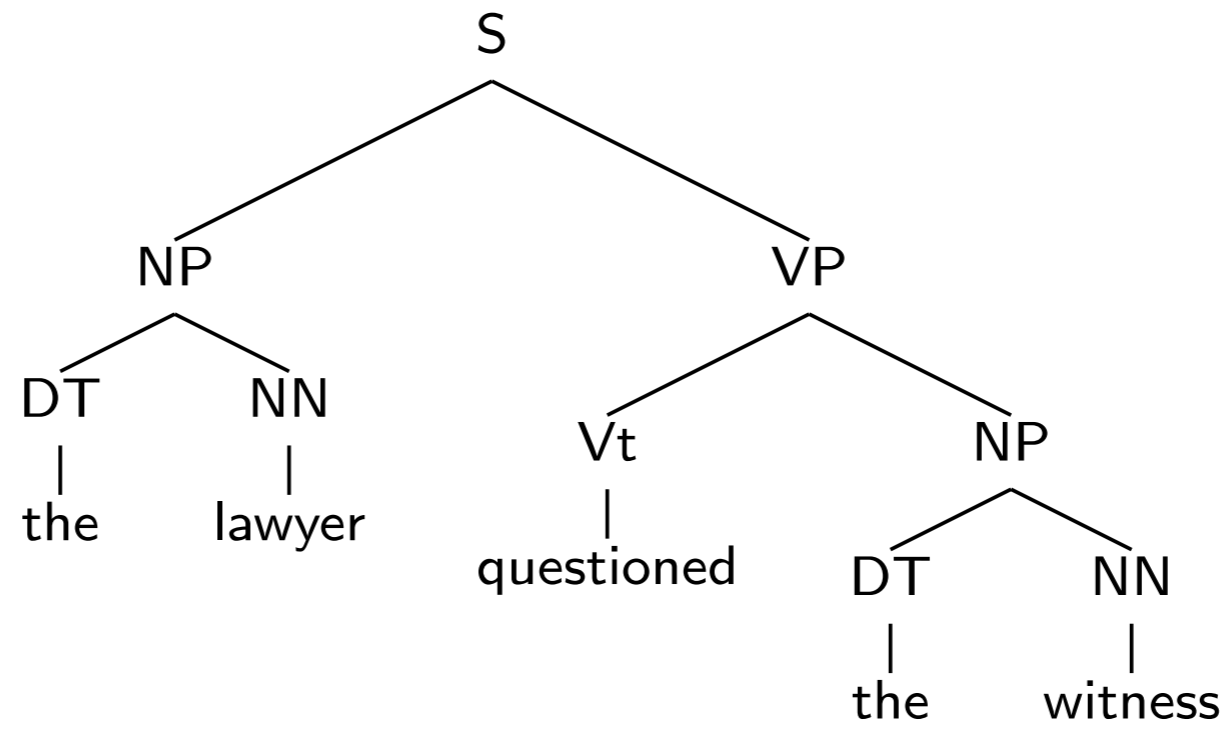 S
NP VP
DT NN
Vt NP
the lawyer
questioned
DT NN
the witness